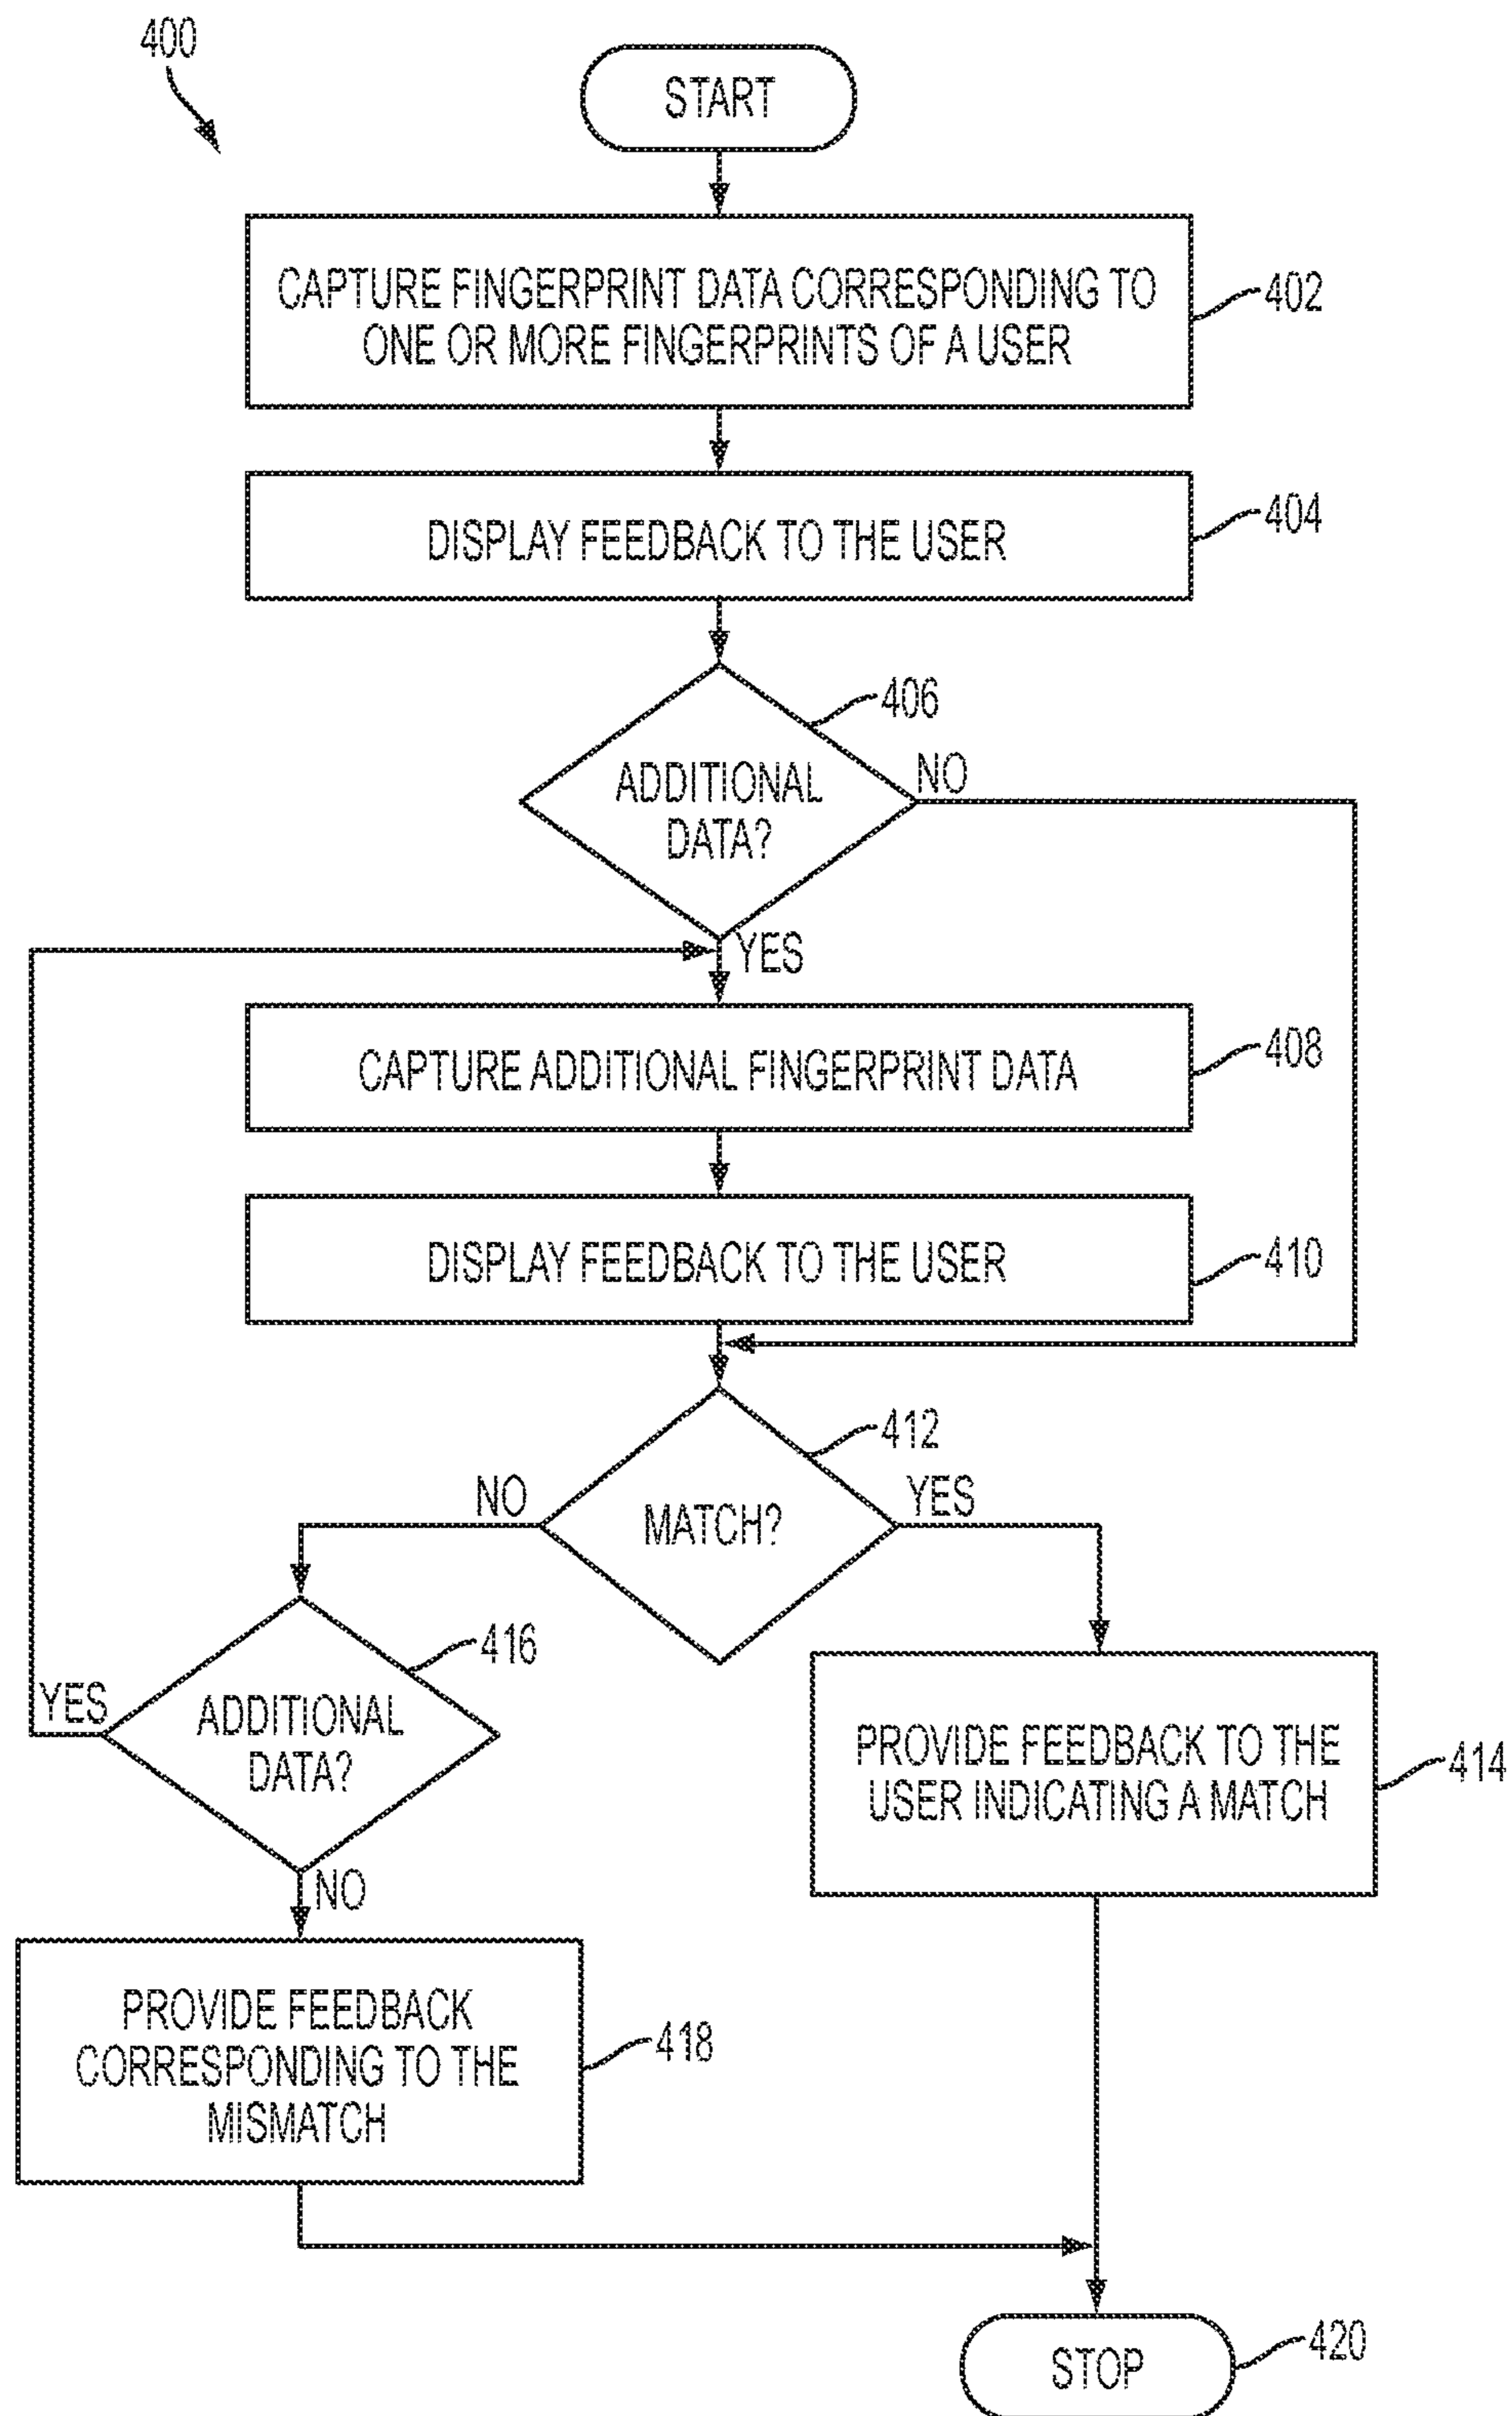 400
START
CAPTURE FINGERPRINT DATA CORRESPONDING TO
ONE OR MORE FINGERPRINTS OF A USER
402
DISPLAY FEEDBACK TO THE USER
404
406
ADDITIONAL
DATA?
NO
YES
CAPTURE ADDITIONAL FINGERPRINT DATA
408
DISPLAY FEEDBACK TO THE USER
410
412
MATCH?
NO
YES
416
ADDITIONAL
DATA?
YES
NO
PROVIDE FEEDBACK TO THE
USER INDICATING A MATCH
414
PROVIDE FEEDBACK
CORRESPONDING TO THE
MISMATCH
418
STOP
420